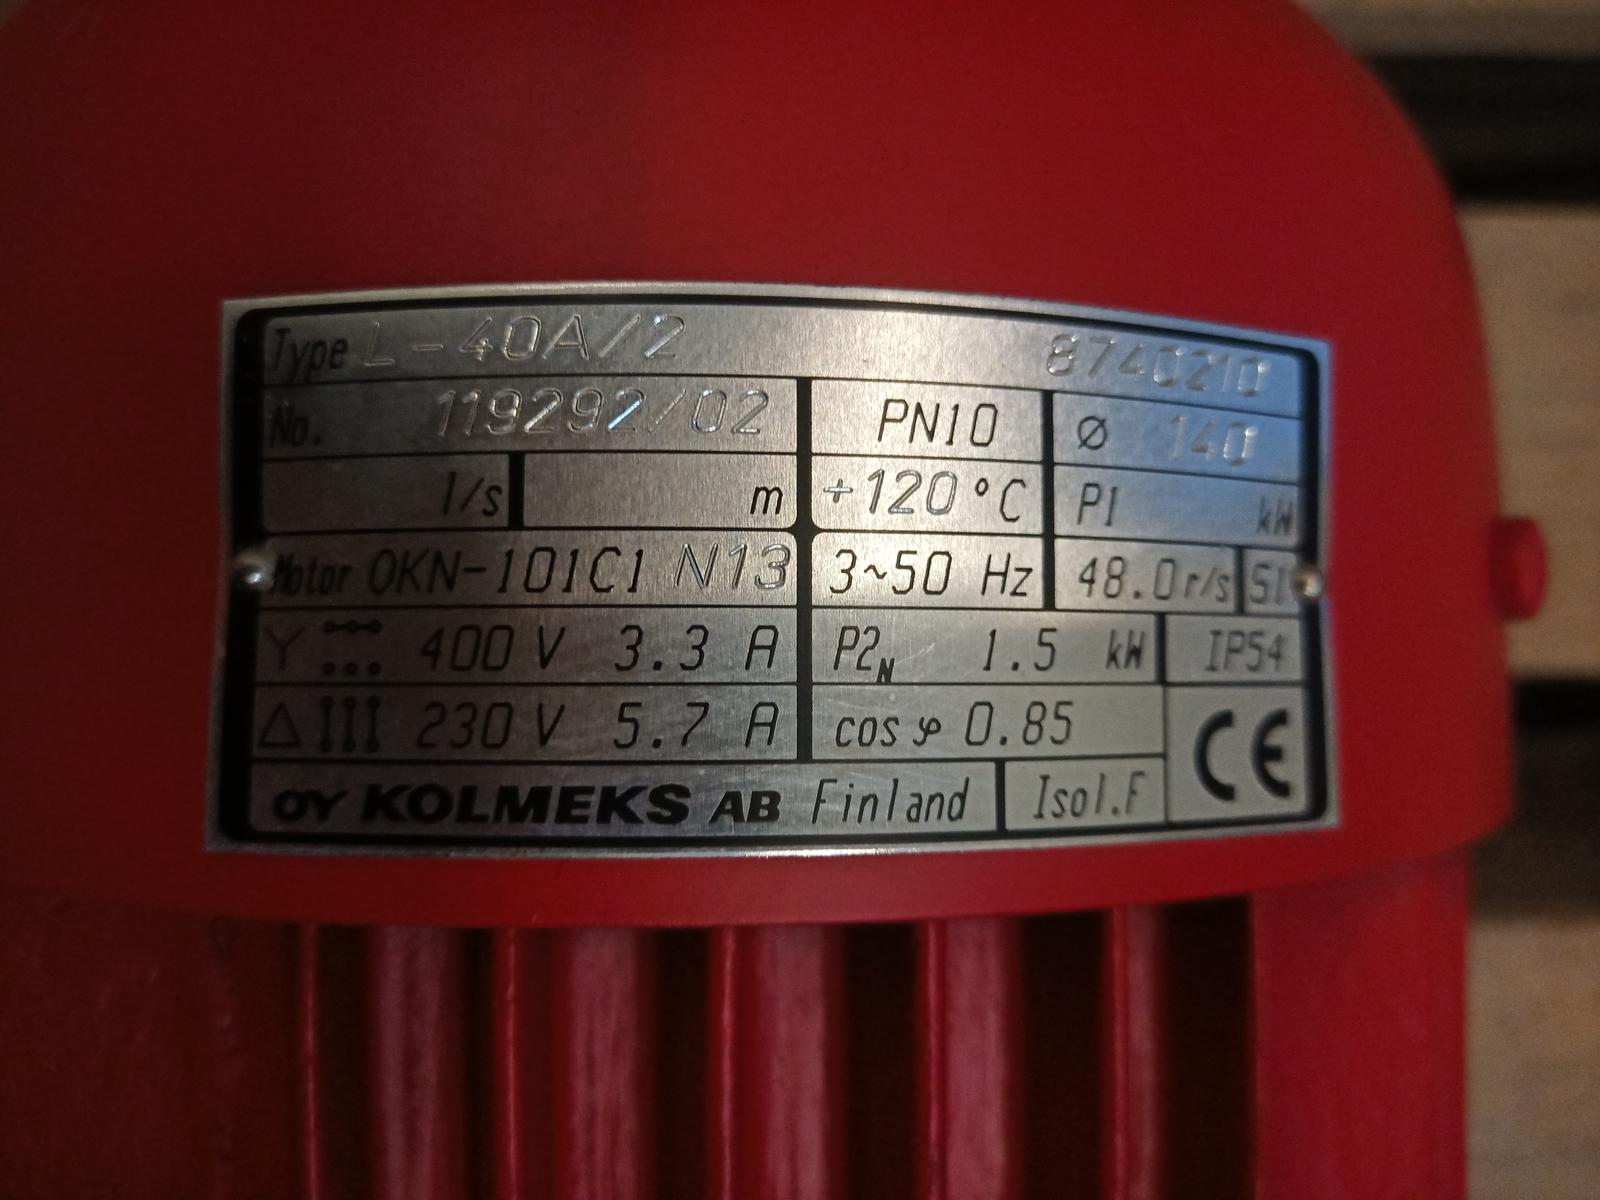 Type L-40A/2 8740210
No. 119292/02 PN10 Ø 140
l/s m +120 °C P1 kW
Motor OKN-101C1 N13 3~50 Hz 48.0 r/s S1
Y 400 V 3.3 A P2N 1.5 kW IP54
Δ 230 V 5.7 A cos φ 0.85 CE
OY KOLMEKS AB Finland Isol.F